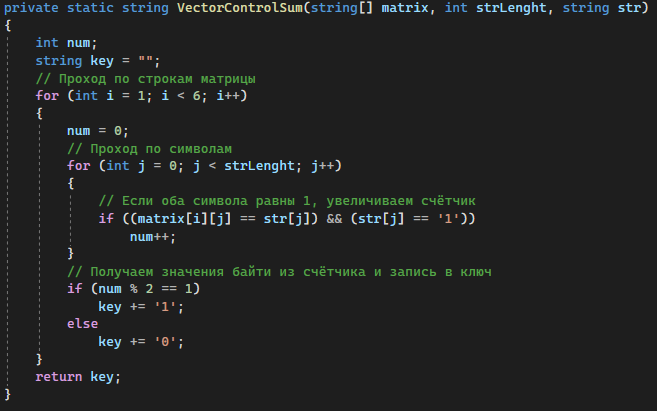 private static string VectorControlSum(string[] matrix, int strLenght, string str)
{
int num;
string key = "";
// Проход по строкам матрицы
for (int i = 1; i < 6; i++)
{
num = 0;
// Проход по символам
for (int j = 0; j < strLenght; j++)
{
// Если оба символа равны 1, увеличиваем счётчик
if ((matrix[i][j] == str[j]) && (str[j] == '1'))
num++;
}
// Получаем значения байти из счётчика и запись в ключ
if (num % 2 == 1)
key += '1';
else
key += '0';
}
return key;
}